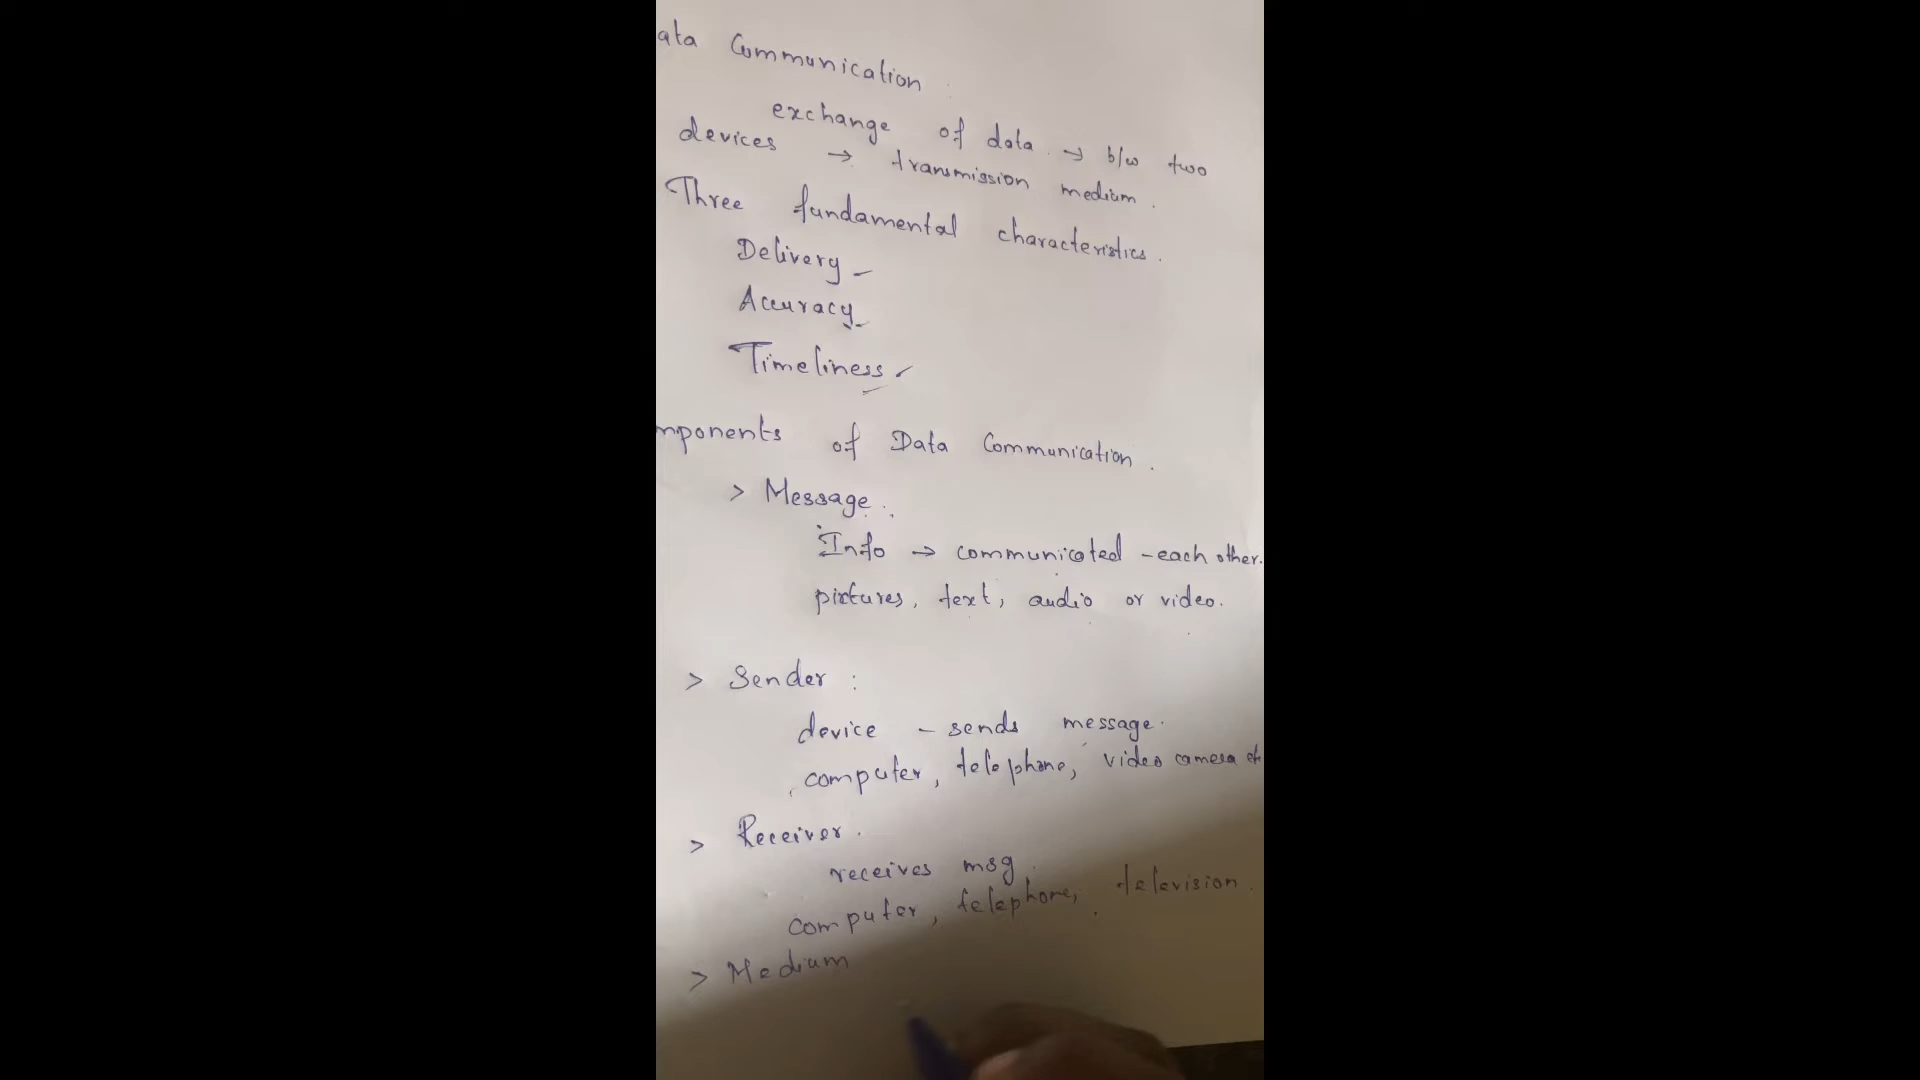 ata Communication
exchange of data → b/w two
devices → transmission medium.
Three fundamental characteristics.
Delivery
Accuracy
Timeliness
mponents of Data Communication.
> Message.
Info → communicated - each other.
pictures, text, audio or video.
> Sender :
device - sends message.
computer, telephone, video camera et
> Receiver.
receives msg.
computer, telephone, television.
> Medium